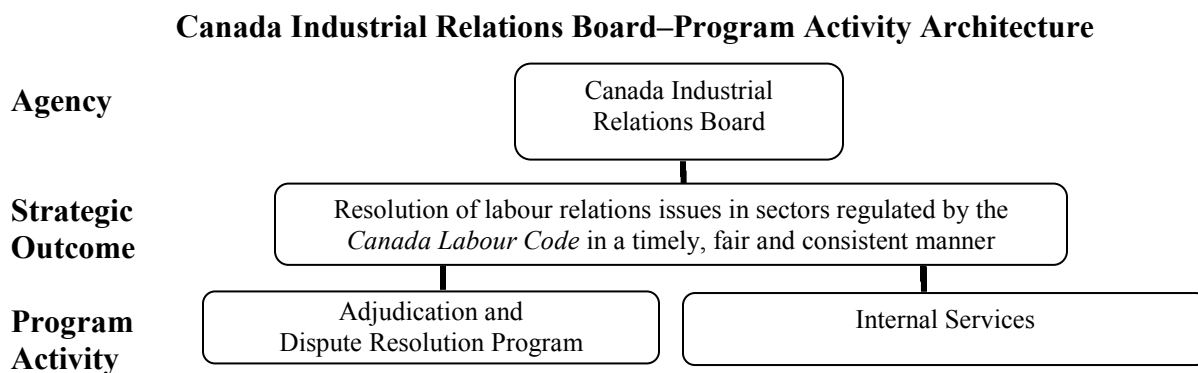 Canada Industrial Relations Board–Program Activity Architecture
Agency
Canada Industrial
Relations Board
Strategic
Outcome
Resolution of labour relations issues in sectors regulated by the
Canada Labour Code in a timely, fair and consistent manner
Program
Activity
Adjudication and
Dispute Resolution Program
Internal Services